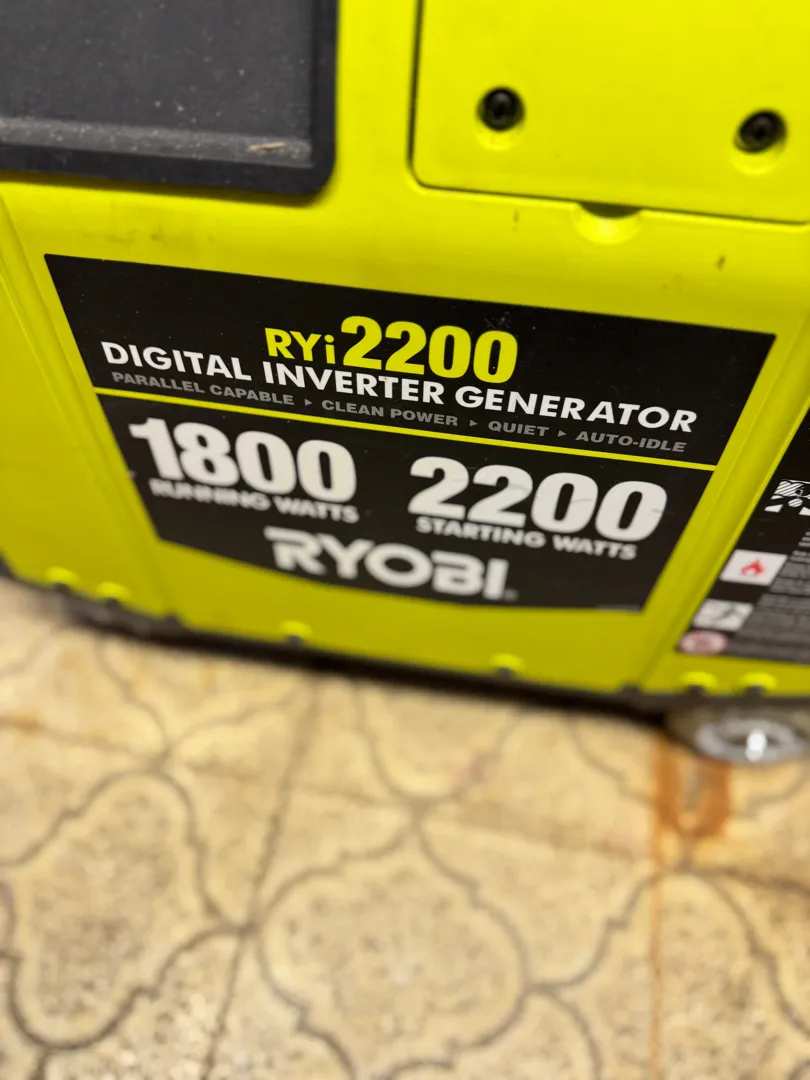 RYi2200
DIGITAL INVERTER GENERATOR
PARALLEL CAPABLE ▸ CLEAN POWER ▸ QUIET ▸ AUTO-IDLE
1800
RUNNING WATTS
2200
STARTING WATTS
RYOBI